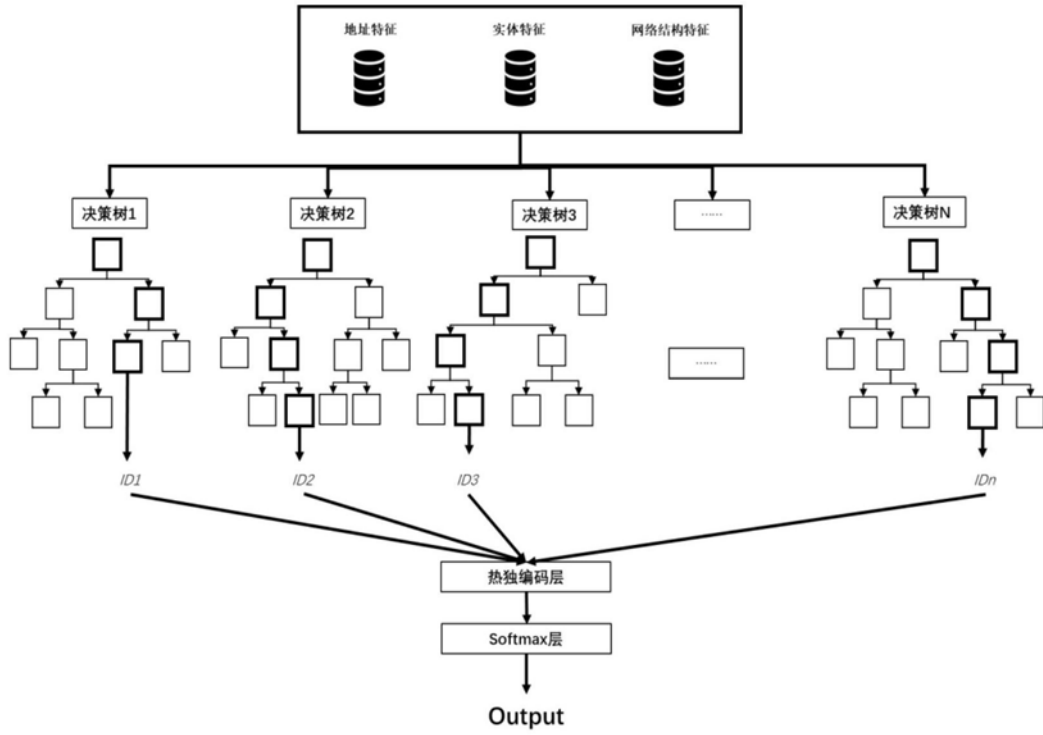 地址特征
实体特征
网络结构特征
决策树1
决策树2
决策树3
……
决策树N
……
ID1
ID2
ID3
IDn
热独编码层
Softmax层
Output